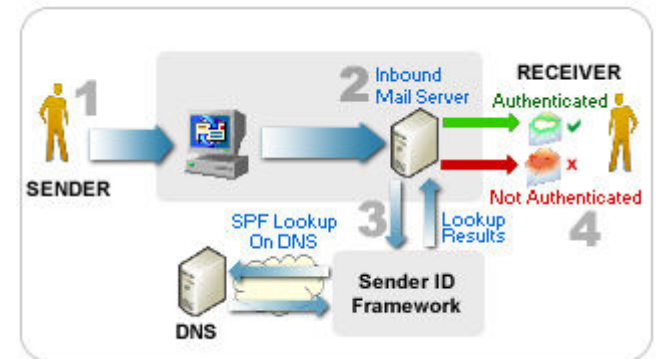 1
SENDER
2
Inbound
Mail Server
RECEIVER
Authenticated
Not Authenticated
4
3
SPF Lookup
On DNS
Lookup
Results
DNS
Sender ID
Framework